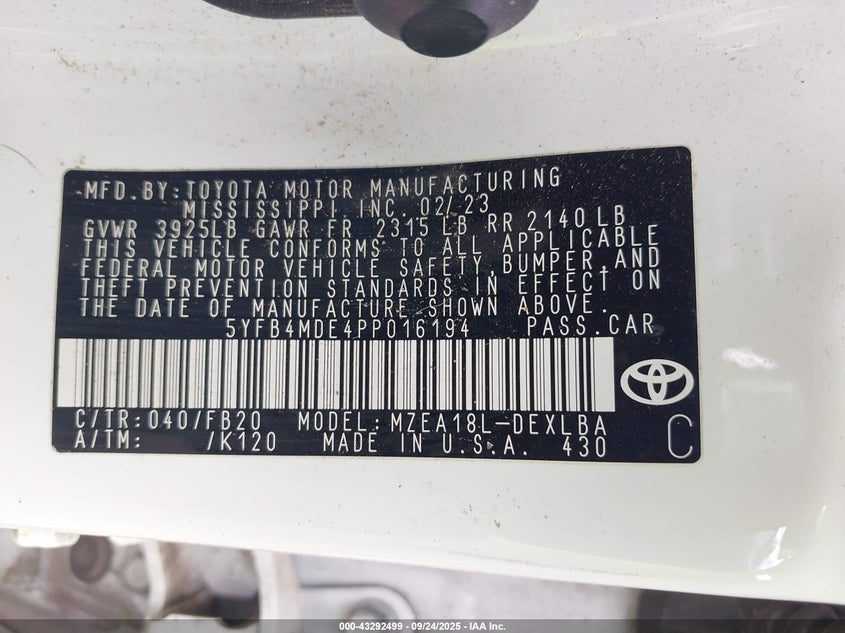 MFD. BY: TOYOTA MOTOR MANUFACTURING
MISSISSIPPI, INC. 02/23
GVWR 3925LB GAWR FR 2315 LB RR 2140 LB
THIS VEHICLE CONFORMS TO ALL APPLICABLE
FEDERAL MOTOR VEHICLE SAFETY, BUMPER, AND
THEFT PREVENTION STANDARDS IN EFFECT ON
THE DATE OF MANUFACTURE SHOWN ABOVE.
5YFB4MDE4PP016194 PASS. CAR
C/TR: 040/FB20 MODEL: MZEA18L-DEXLBA
A/TM: /K120 MADE IN U.S.A. 430
C
000-43292499 - 09/24/2025 - IAA Inc.